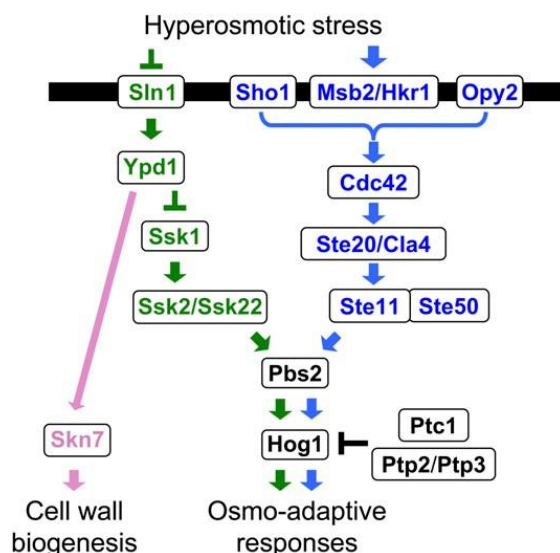 Hyperosmotic stress
Sln1
Sho1
Msb2/Hkr1
Opy2
Ypd1
Cdc42
Ssk1
Ste20/Cla4
Ssk2/Ssk22
Ste11
Ste50
Pbs2
Skn7
Hog1
Ptc1
Ptp2/Ptp3
Cell wall
biogenesis
Osmo-adaptive
responses